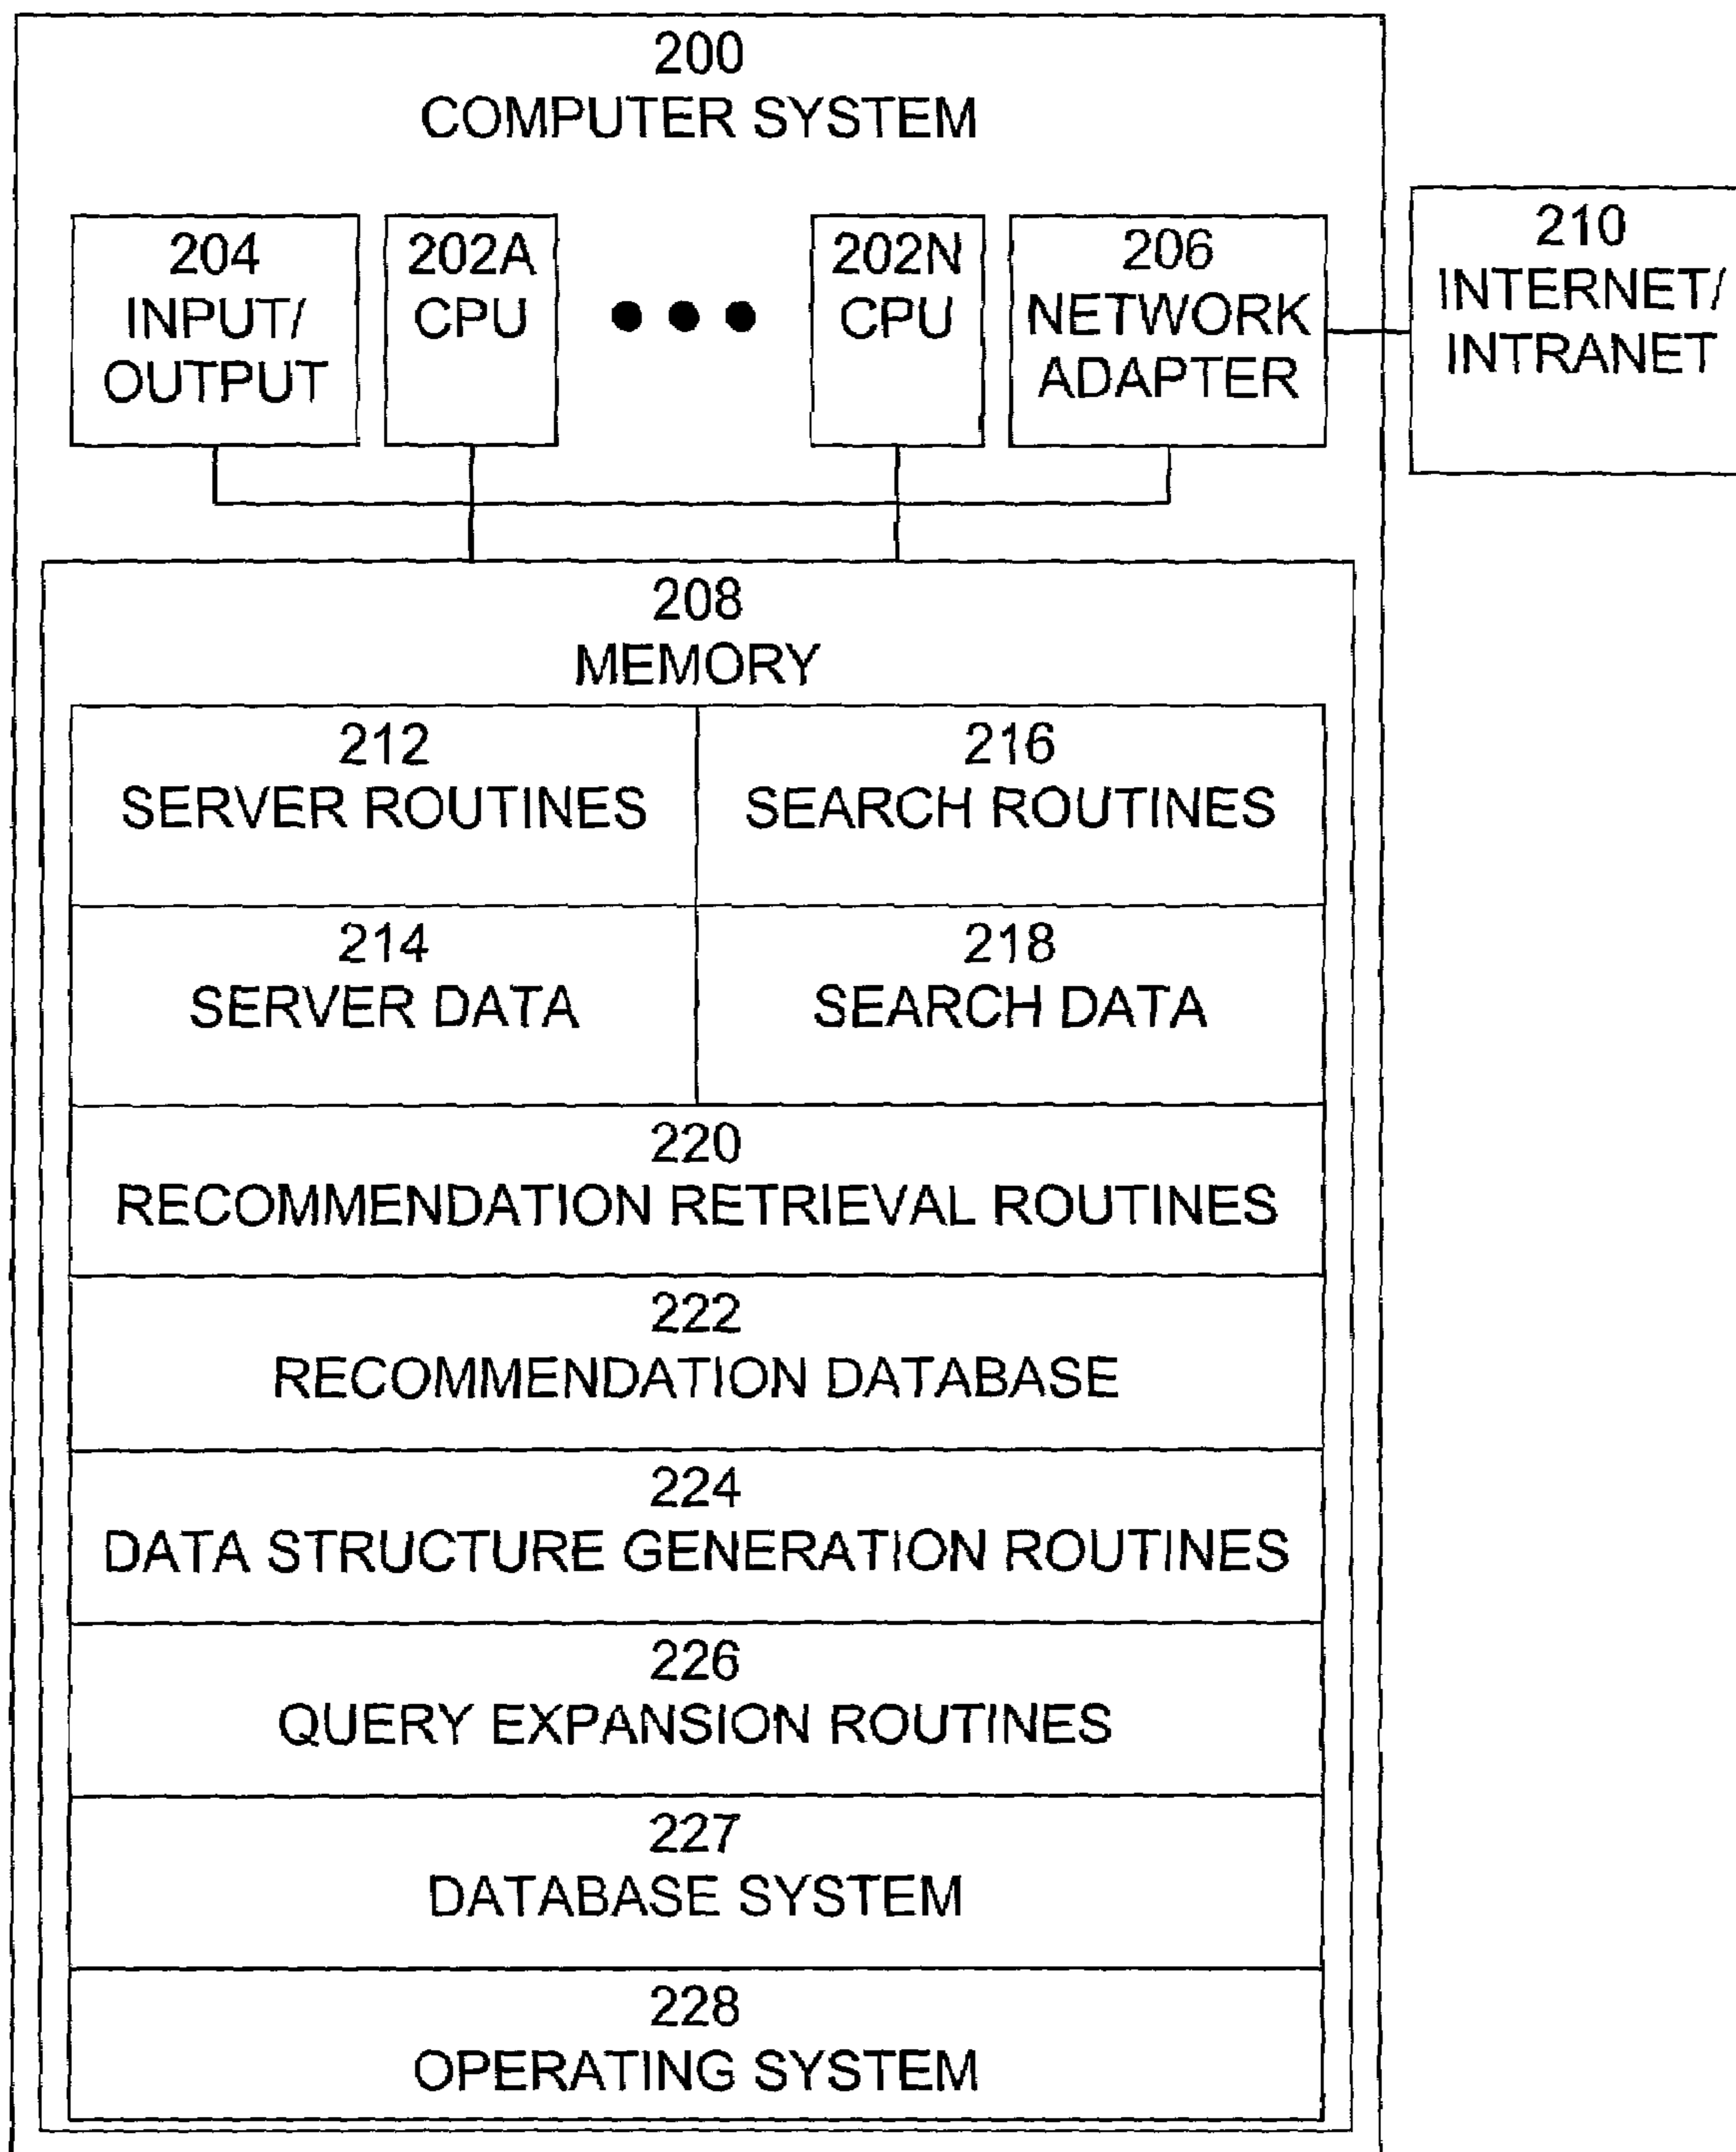 200
COMPUTER SYSTEM
204
INPUT/
OUTPUT
202A
CPU
202N
CPU
206
NETWORK
ADAPTER
210
INTERNET/
INTRANET
208
MEMORY
212
SERVER ROUTINES
216
SEARCH ROUTINES
214
SERVER DATA
218
SEARCH DATA
220
RECOMMENDATION RETRIEVAL ROUTINES
222
RECOMMENDATION DATABASE
224
DATA STRUCTURE GENERATION ROUTINES
226
QUERY EXPANSION ROUTINES
227
DATABASE SYSTEM
228
OPERATING SYSTEM